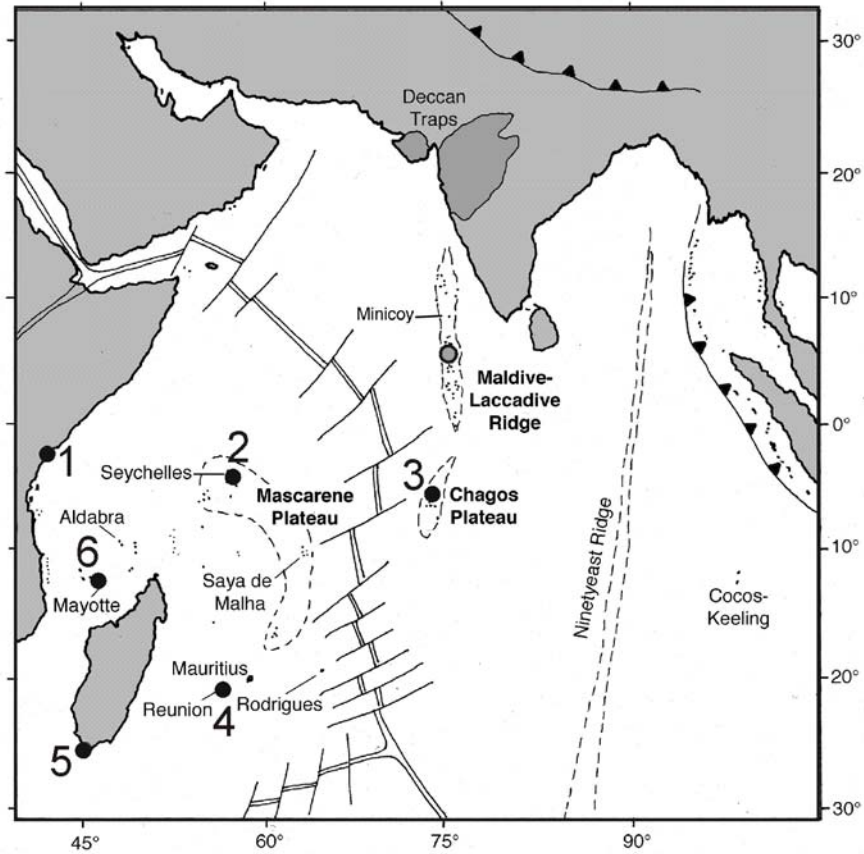 30°
Deccan
Traps
20°
10°
Minicoy
Maldive-
Laccadive
Ridge
0°
1
2
Seychelles
Mascarene
Plateau
3
Chagos
Plateau
Aldabra
6
Mayotte
Saya de
Malha
10°
Ninetyeast Ridge
Cocos-
Keeling
Mauritius
Reunion
4
Rodrigues
20°
5
30°
45°
60°
75°
90°